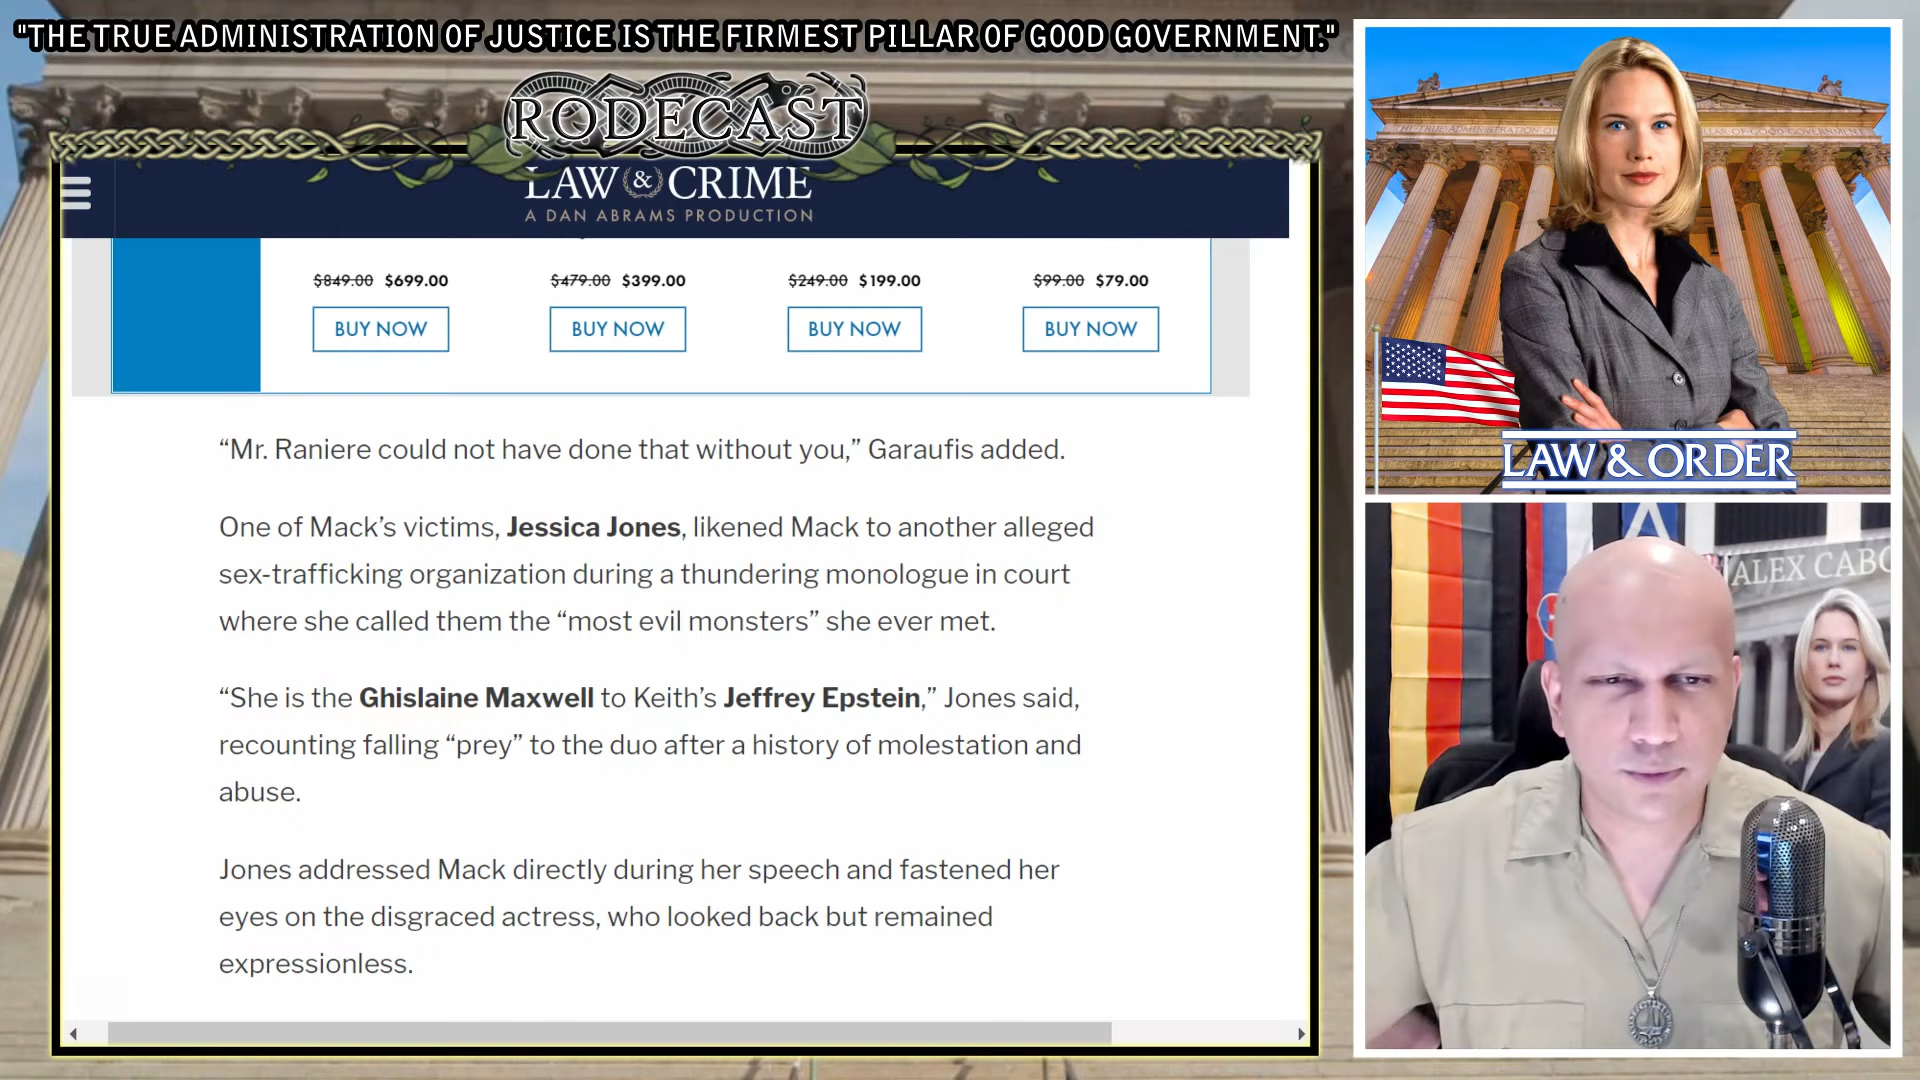 "THE TRUE ADMINISTRATION OF JUSTICE IS THE FIRMEST PILLAR OF GOOD GOVERNMENT."
RODECAST
LAW & CRIME
A DAN ABRAMS PRODUCTION
$849.00 $699.00
$479.00 $399.00
$249.00 $199.00
$99.00 $79.00
BUY NOW
BUY NOW
BUY NOW
BUY NOW
“Mr. Raniere could not have done that without you,” Garaufis added.
One of Mack’s victims, Jessica Jones, likened Mack to another alleged
sex-trafficking organization during a thundering monologue in court
where she called them the “most evil monsters” she ever met.
“She is the Ghislaine Maxwell to Keith’s Jeffrey Epstein,” Jones said,
recounting falling “prey” to the duo after a history of molestation and
abuse.
Jones addressed Mack directly during her speech and fastened her
eyes on the disgraced actress, who looked back but remained
expressionless.
LAW & ORDER
ALEX CABO